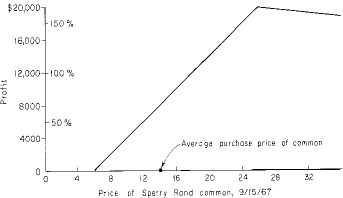 $20,000
150 %
16,000
12,000
100 %
Profit
8000
50 %
4000
Average purchase price of common
0
0 4 8 12 16 20 24 28 32
Price of Sperry Rand common, 9/15/67